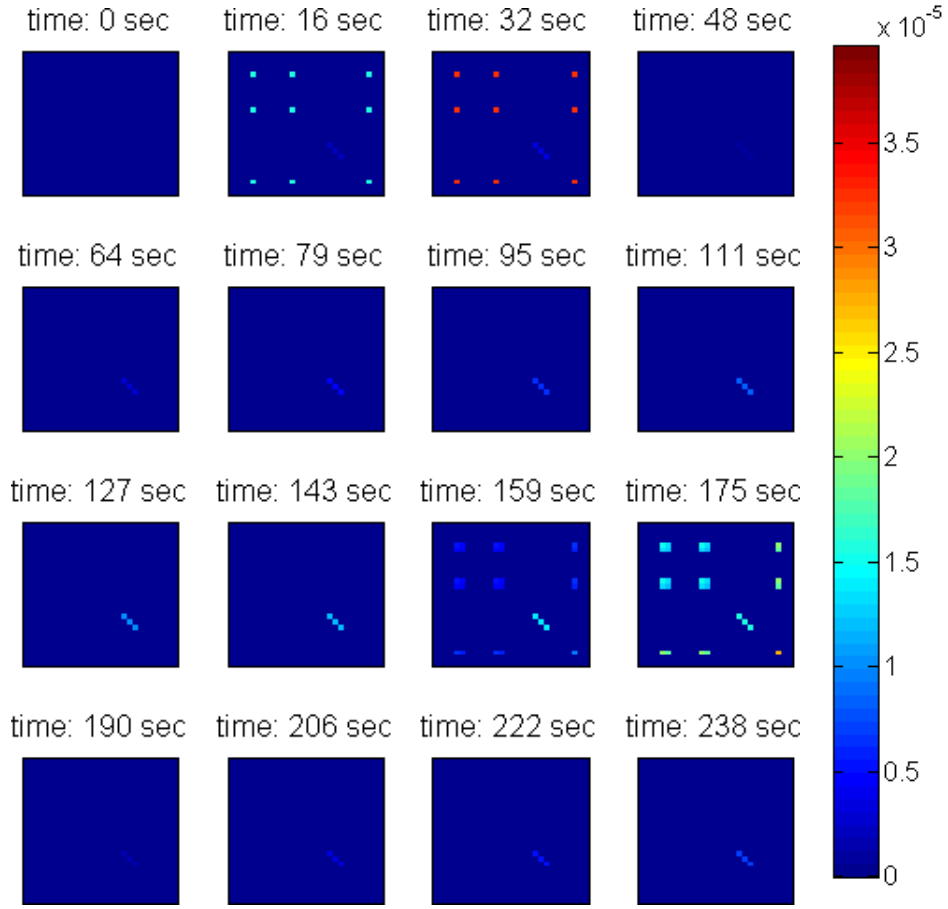 time: 0 sec
time: 16 sec
time: 32 sec
time: 48 sec
x 10-5
time: 64 sec
time: 79 sec
time: 95 sec
time: 111 sec
time: 127 sec
time: 143 sec
time: 159 sec
time: 175 sec
time: 190 sec
time: 206 sec
time: 222 sec
time: 238 sec
3.5
3
2.5
2
1.5
1
0.5
0